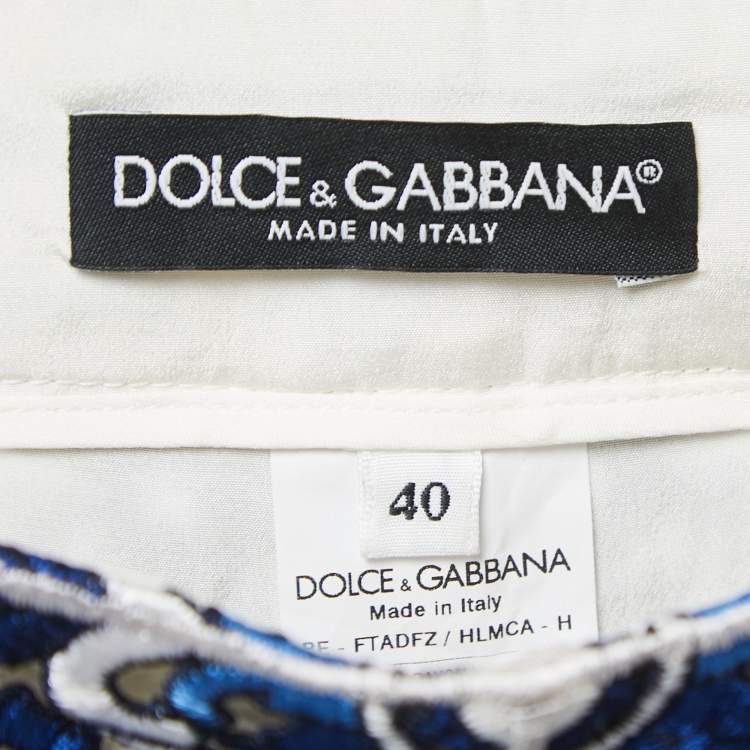 DOLCE & GABBANA®
MADE IN ITALY
40
DOLCE & GABBANA
Made in Italy
- FTADFZ / HLMCA - H